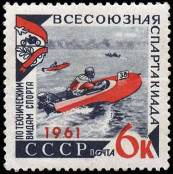 ВСЕСОЮЗНАЯ
СПАРТАКИАДА
ПО ТЕХНИЧЕСКИМ
ВИДАМ СПОРТА
1961
СССР
ПОЧТА
6К